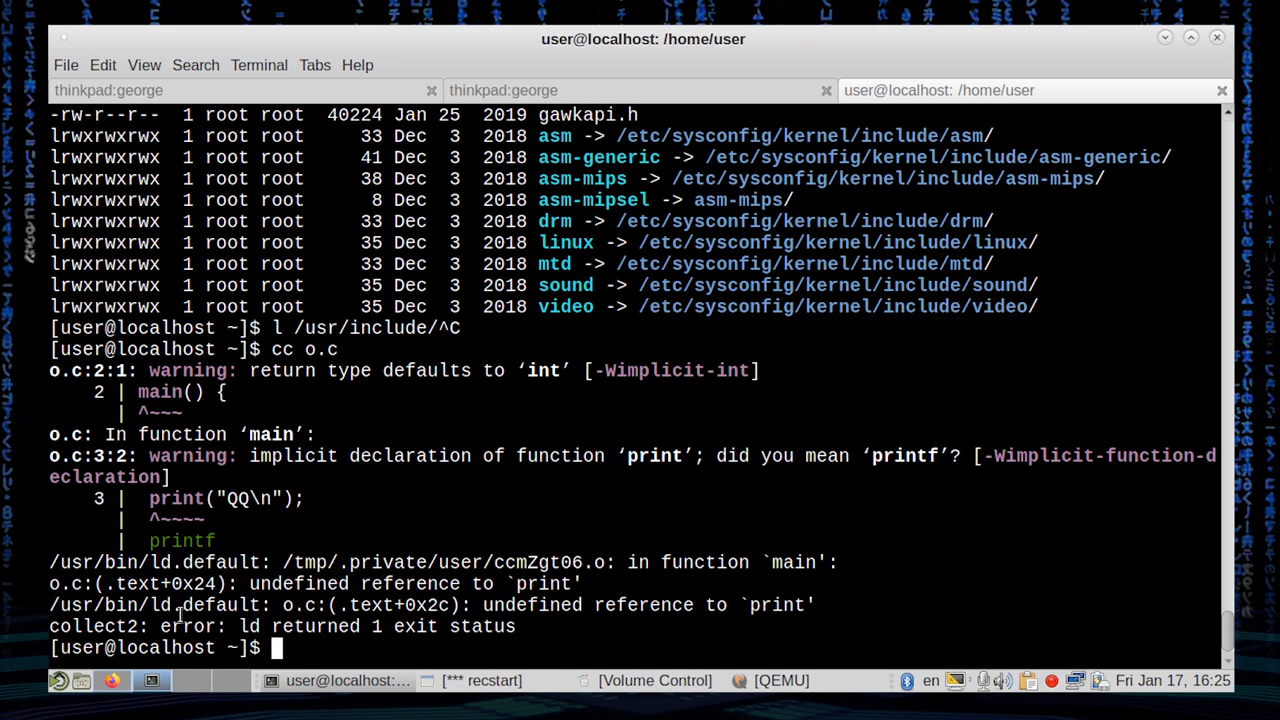 user@localhost: /home/user
File Edit View Search Terminal Tabs Help
thinkpad:george thinkpad:george user@localhost: /home/user
-rw-r--r-- 1 root root 40224 Jan 25 2019 gawkapi.h
lrwxrwxrwx 1 root root 33 Dec 3 2018 asm -> /etc/sysconfig/kernel/include/asm/
lrwxrwxrwx 1 root root 41 Dec 3 2018 asm-generic -> /etc/sysconfig/kernel/include/asm-generic/
lrwxrwxrwx 1 root root 38 Dec 3 2018 asm-mips -> /etc/sysconfig/kernel/include/asm-mips/
lrwxrwxrwx 1 root root 8 Dec 3 2018 asm-mipsel -> asm-mips/
lrwxrwxrwx 1 root root 33 Dec 3 2018 drm -> /etc/sysconfig/kernel/include/drm/
lrwxrwxrwx 1 root root 35 Dec 3 2018 linux -> /etc/sysconfig/kernel/include/linux/
lrwxrwxrwx 1 root root 33 Dec 3 2018 mtd -> /etc/sysconfig/kernel/include/mtd/
lrwxrwxrwx 1 root root 35 Dec 3 2018 sound -> /etc/sysconfig/kernel/include/sound/
lrwxrwxrwx 1 root root 35 Dec 3 2018 video -> /etc/sysconfig/kernel/include/video/
[user@localhost ~]$ l /usr/include/^C
[user@localhost ~]$ cc o.c
o.c:2:1: warning: return type defaults to ‘int’ [-Wimplicit-int]
2 | main() {
| ^~~~
o.c: In function ‘main’:
o.c:3:2: warning: implicit declaration of function ‘print’; did you mean ‘printf’? [-Wimplicit-function-d
eclaration]
3 | print("QQ\n");
| ^~~~~
| printf
/usr/bin/ld.default: /tmp/.private/user/ccmZgt06.o: in function `main':
o.c:(.text+0x24): undefined reference to `print'
/usr/bin/ld.default: o.c:(.text+0x2c): undefined reference to `print'
collect2: error: ld returned 1 exit status
[user@localhost ~]$
user@localhost:... [*** recstart] [Volume Control] [QEMU] en Fri Jan 17, 16:25